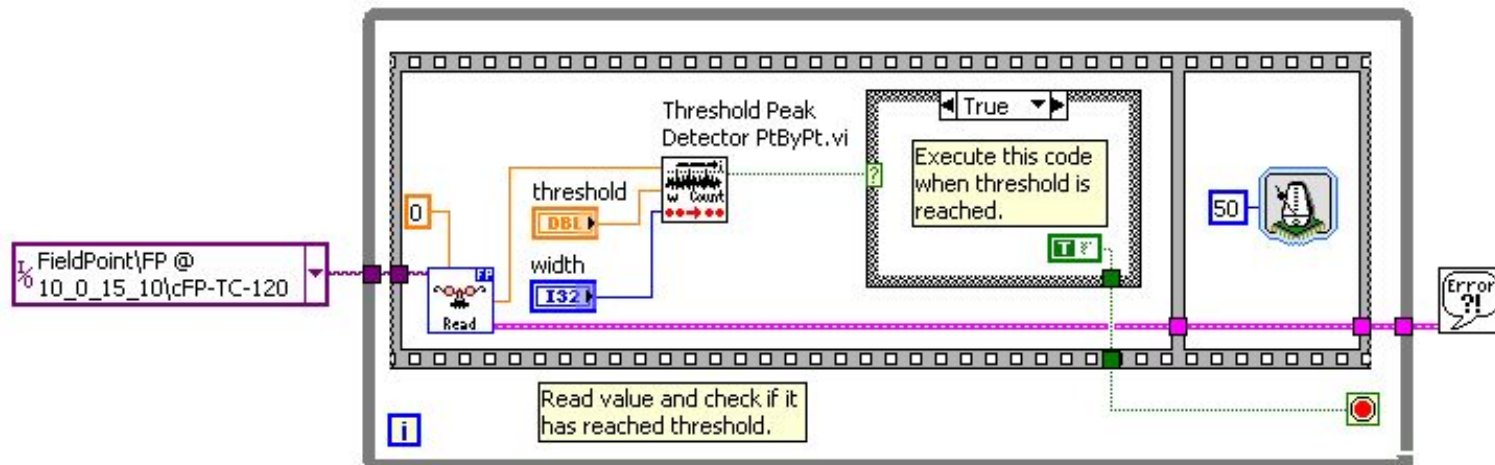 True
Threshold Peak
Detector PtByPt.vi
Execute this code
when threshold is
reached.
w Count
threshold
DBL
0
50
T
FieldPoint\FP @
10_0_15_10\cFP-TC-120
I/O
width
I32
FP
Read
Error
?!
?
Read value and check if it
has reached threshold.
i